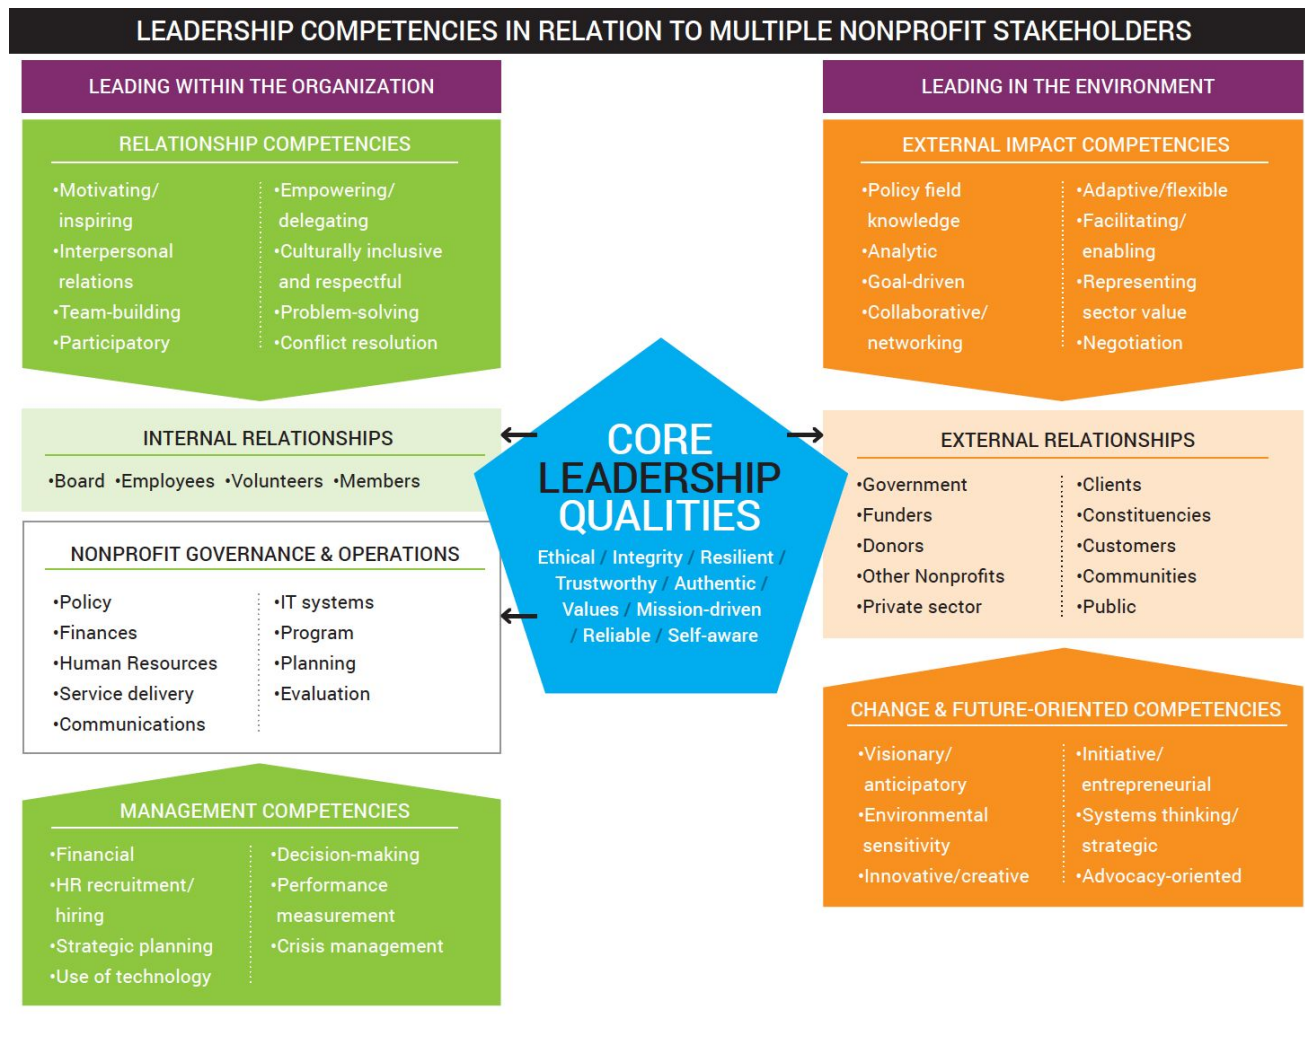 LEADERSHIP COMPETENCIES IN RELATION TO MULTIPLE NONPROFIT STAKEHOLDERS
LEADING WITHIN THE ORGANIZATION
RELATIONSHIP COMPETENCIES
•Motivating/
inspiring
•Interpersonal
relations
•Team-building
•Participatory
•Empowering/
delegating
•Culturally inclusive
and respectful
•Problem-solving
•Conflict resolution
INTERNAL RELATIONSHIPS
•Board •Employees •Volunteers •Members
NONPROFIT GOVERNANCE & OPERATIONS
•Policy
•Finances
•Human Resources
•Service delivery
•Communications
•IT systems
•Program
•Planning
•Evaluation
MANAGEMENT COMPETENCIES
•Financial
•HR recruitment/
hiring
•Strategic planning
•Use of technology
•Decision-making
•Performance
measurement
•Crisis management
CORE
LEADERSHIP
QUALITIES
Ethical / Integrity / Resilient /
Trustworthy / Authentic /
Values / Mission-driven
/ Reliable / Self-aware
LEADING IN THE ENVIRONMENT
EXTERNAL IMPACT COMPETENCIES
•Policy field
knowledge
•Analytic
•Goal-driven
•Collaborative/
networking
•Adaptive/flexible
•Facilitating/
enabling
•Representing
sector value
•Negotiation
EXTERNAL RELATIONSHIPS
•Government
•Funders
•Donors
•Other Nonprofits
•Private sector
•Clients
•Constituencies
•Customers
•Communities
•Public
CHANGE & FUTURE-ORIENTED COMPETENCIES
•Visionary/
anticipatory
•Environmental
sensitivity
•Innovative/creative
•Initiative/
entrepreneurial
•Systems thinking/
strategic
•Advocacy-oriented